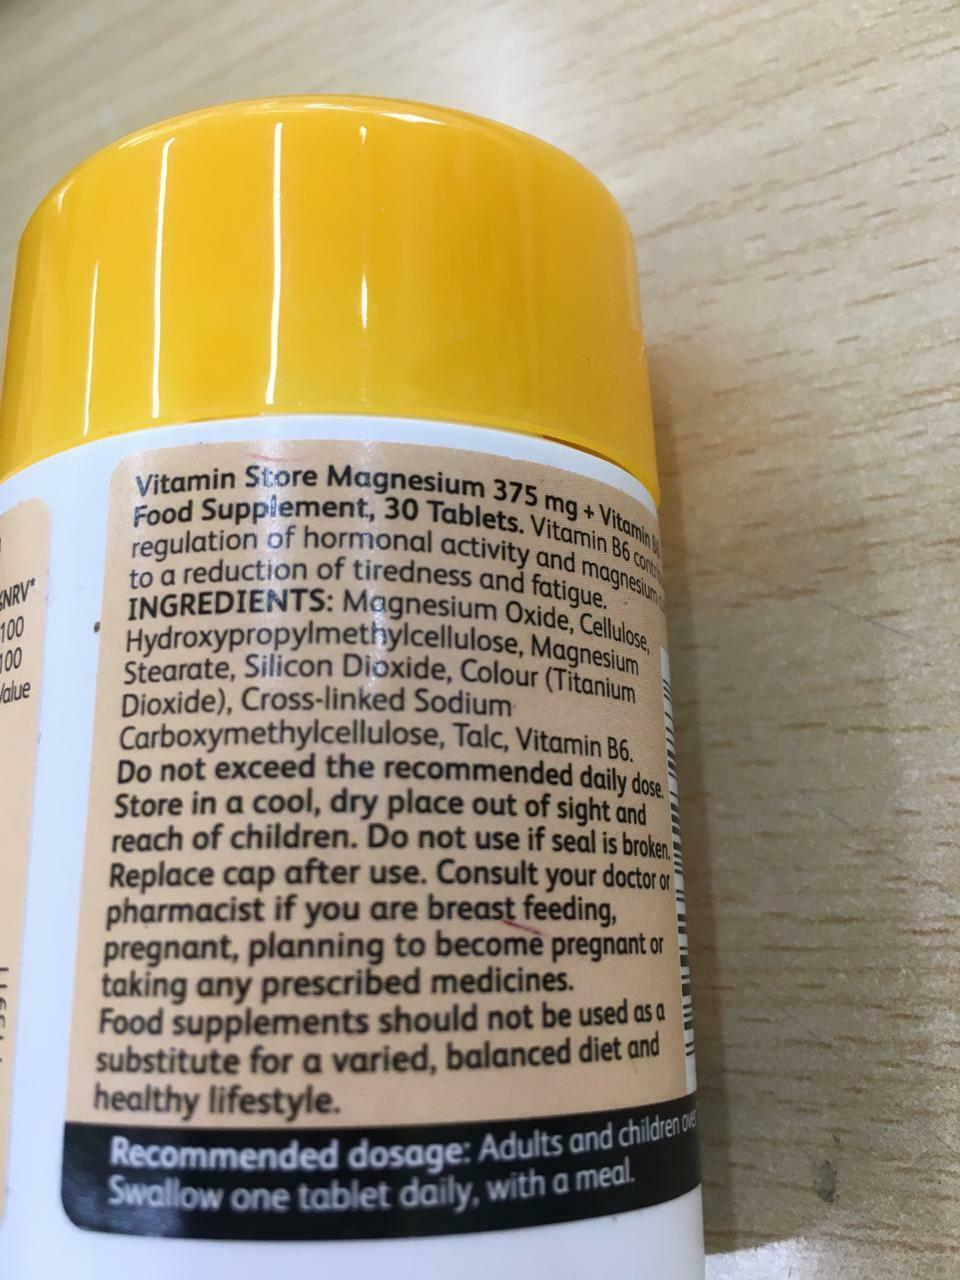 Vitamin Store Magnesium 375 mg + Vitamin B6
Food Supplement, 30 Tablets. Vitamin B6
regulation of hormonal activity and magnesium
to a reduction of tiredness and fatigue.
INGREDIENTS: Magnesium Oxide, Cellulose,
Hydroxypropylmethylcellulose, Magnesium
Stearate, Silicon Dioxide, Colour (Titanium
Dioxide), Cross-linked Sodium
Carboxymethylcellulose, Talc, Vitamin B6.
Do not exceed the recommended daily dose.
Store in a cool, dry place out of sight and
reach of children. Do not use if seal is broken.
Replace cap after use. Consult your doctor or
pharmacist if you are breast feeding,
pregnant, planning to become pregnant or
taking any prescribed medicines.
Food supplements should not be used as a
substitute for a varied, balanced diet and
healthy lifestyle.
Recommended dosage: Adults and children over
Swallow one tablet daily, with a meal.
%NRV*
100
100
Value